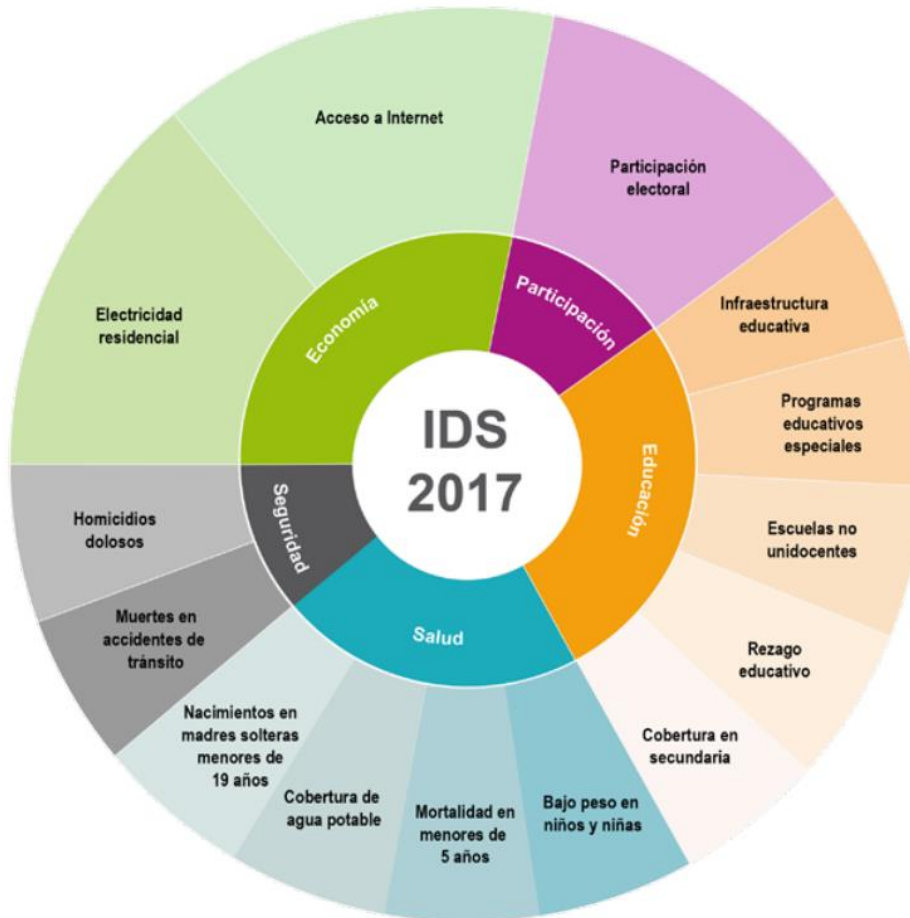 IDS
2017
Economía
Participación
Educación
Salud
Seguridad
Acceso a Internet
Participación
electoral
Infraestructura
educativa
Programas
educativos
especiales
Escuelas no
unidocentes
Rezago
educativo
Cobertura en
secundaria
Bajo peso en
niños y niñas
Mortalidad en
menores de
5 años
Cobertura de
agua potable
Nacimientos en
madres solteras
menores de
19 años
Muertes en
accidentes de
tránsito
Homicidios
dolosos
Electricidad
residencial